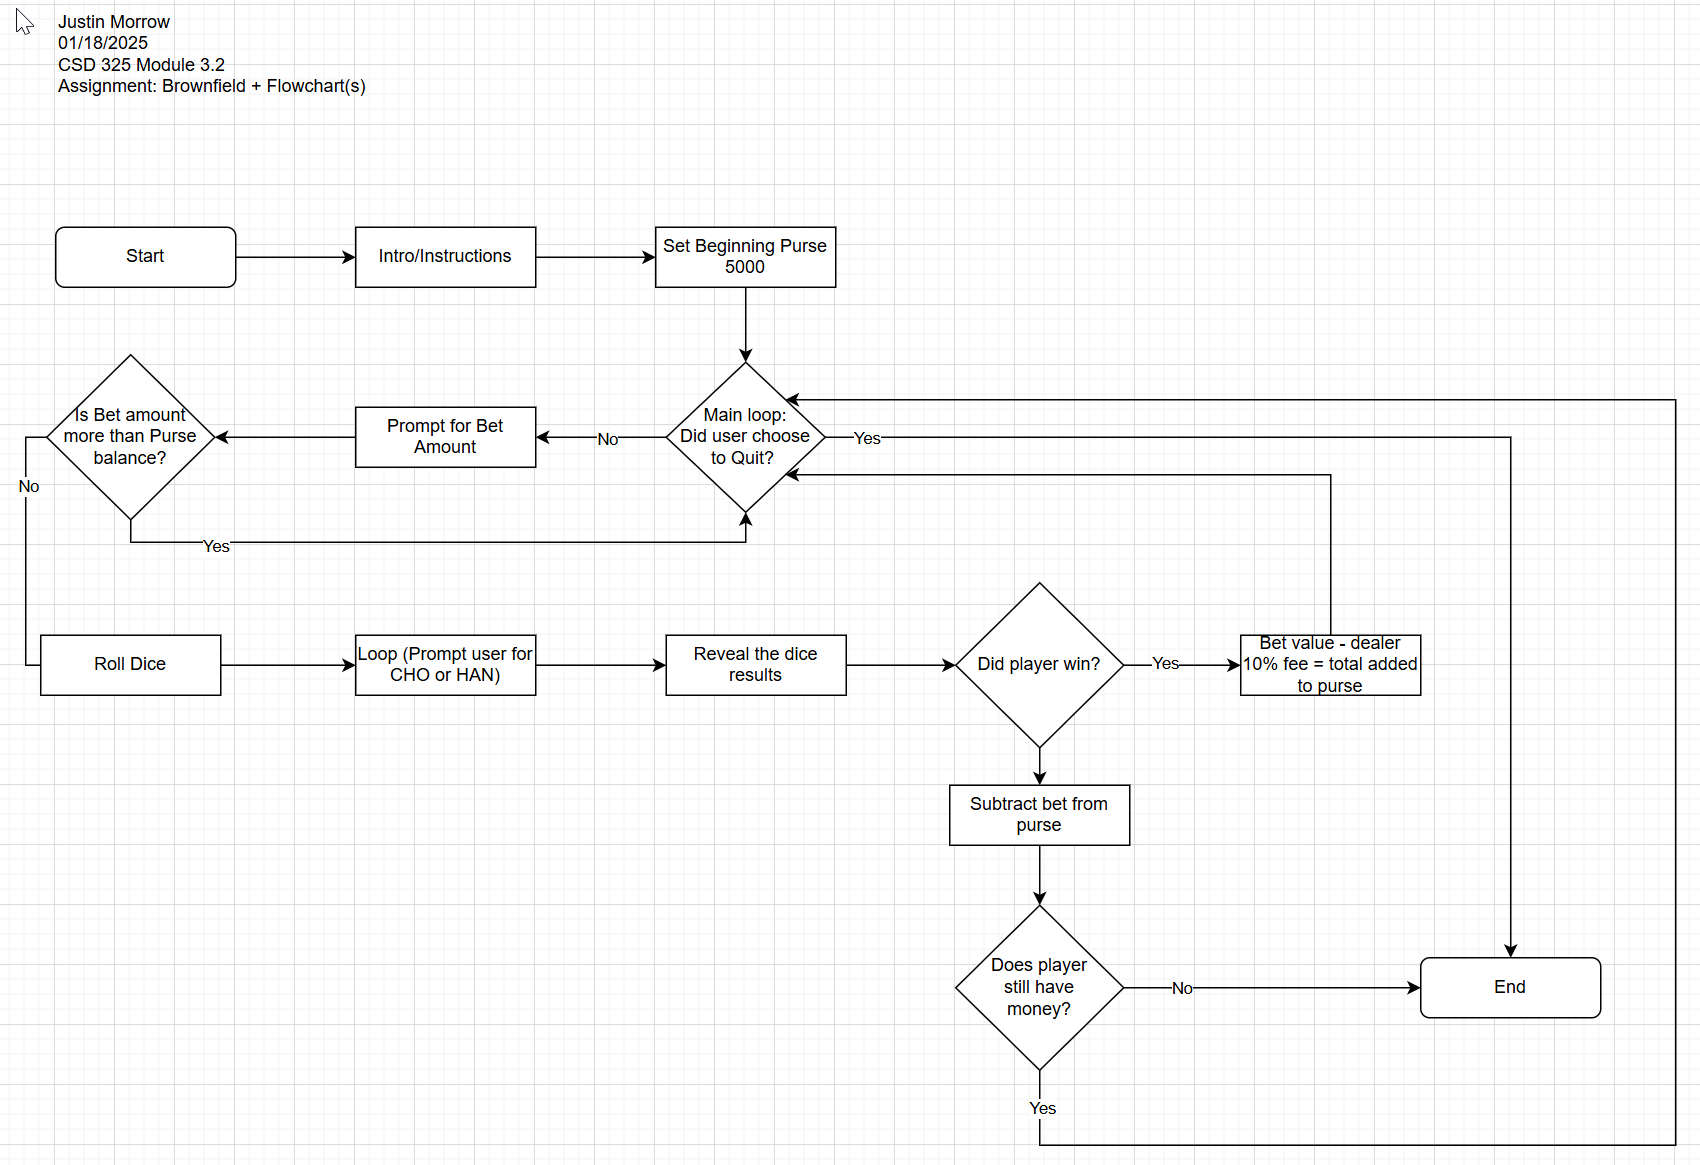 Justin Morrow
01/18/2025
CSD 325 Module 3.2
Assignment: Brownfield + Flowchart(s)
Start
Intro/Instructions
Set Beginning Purse
5000
Is Bet amount
more than Purse
balance?
Prompt for Bet
Amount
No
Main loop:
Did user choose
to Quit?
Yes
No
Yes
Roll Dice
Loop (Prompt user for
CHO or HAN)
Reveal the dice
results
Did player win?
Yes
Bet value - dealer
10% fee = total added
to purse
Subtract bet from
purse
Does player
still have
money?
No
End
Yes